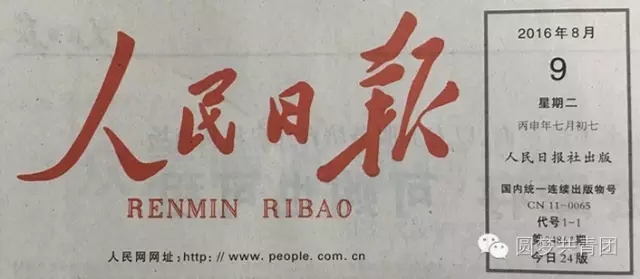 人民日報
RENMIN RIBAO
人民网网址:http://www.people.com.cn
2016年8月
9
星期二
丙申年七月初七
人民日报社出版
国内统一连续出版物号
CN 11-0065
代号1-1
期
今日24版
圆梦共青团